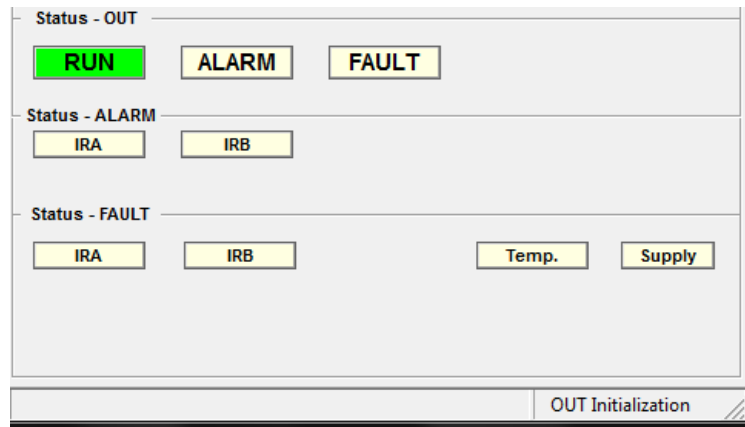 Status - OUT
RUN ALARM FAULT
Status - ALARM
IRA IRB
Status - FAULT
IRA IRB Temp. Supply
OUT Initialization